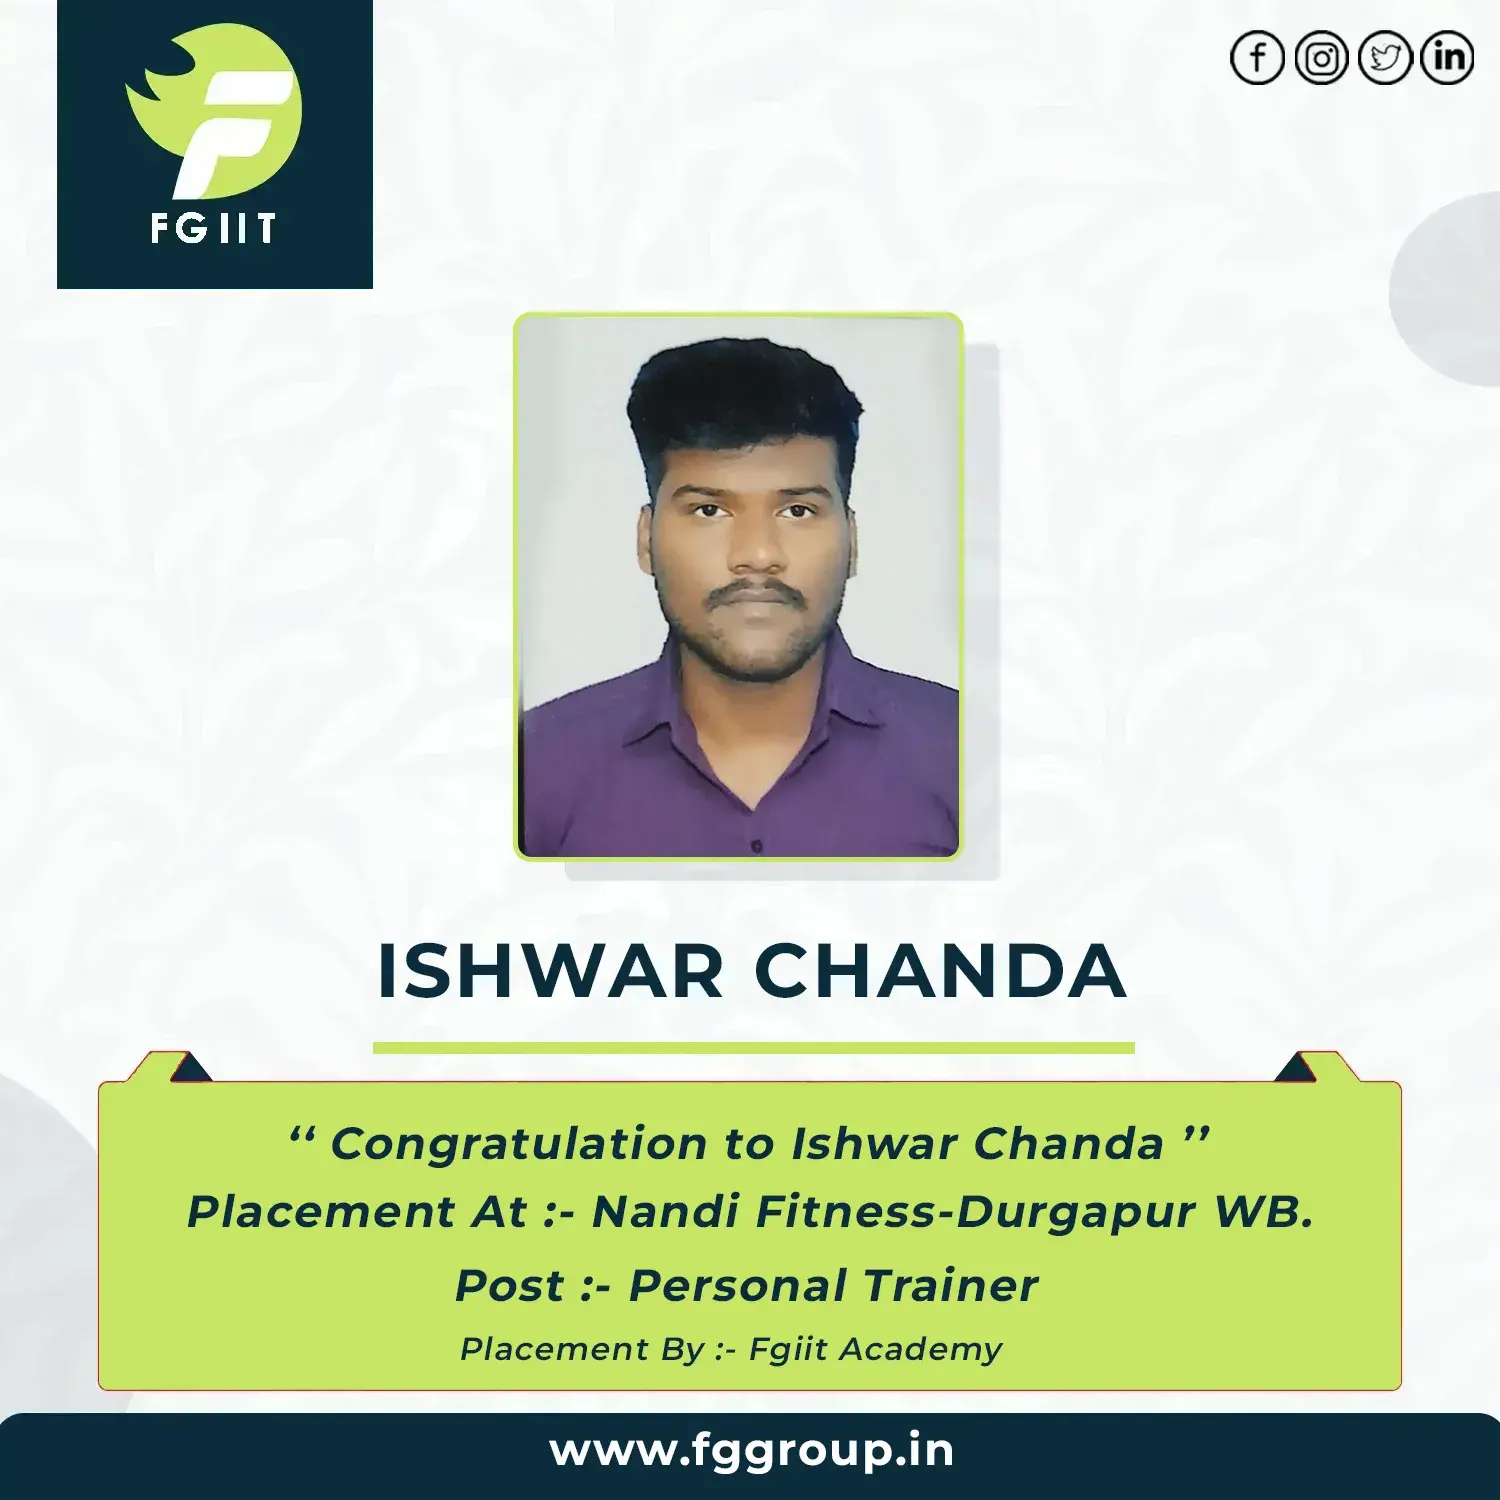 FGIIT
ISHWAR CHANDA
‘‘ Congratulation to Ishwar Chanda ’’
Placement At :- Nandi Fitness-Durgapur WB.
Post :- Personal Trainer
Placement By :- Fgiit Academy
www.fggroup.in